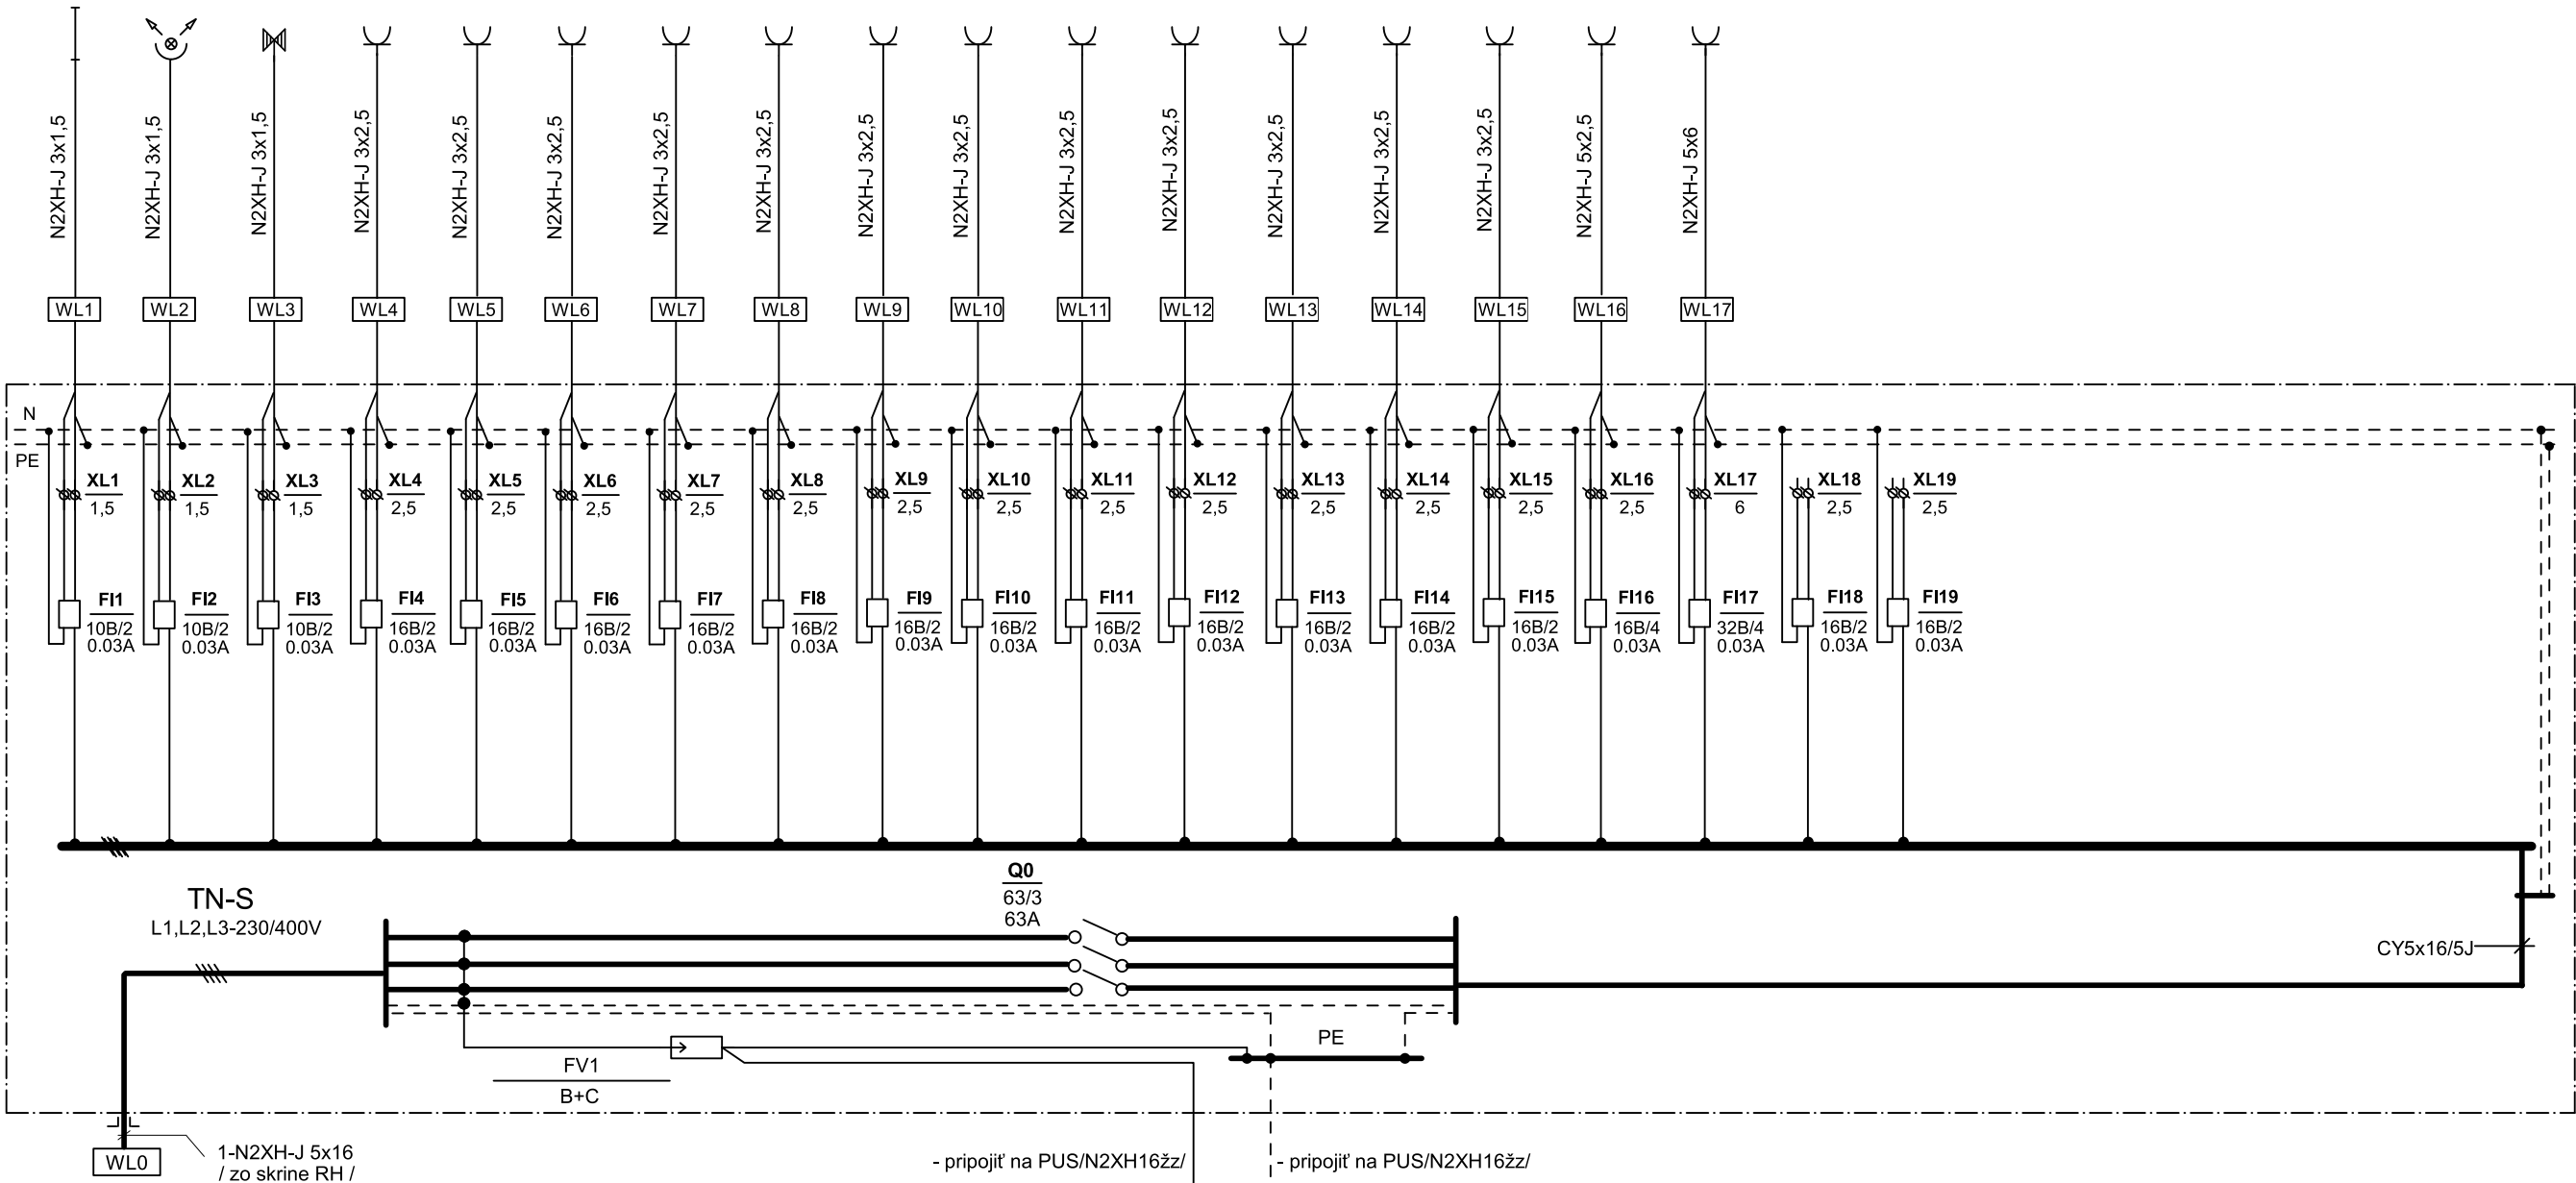 N2XH-J 3x1,5
N2XH-J 3x1,5
N2XH-J 3x1,5
N2XH-J 3x2,5
N2XH-J 3x2,5
N2XH-J 3x2,5
N2XH-J 3x2,5
N2XH-J 3x2,5
N2XH-J 3x2,5
N2XH-J 3x2,5
N2XH-J 3x2,5
N2XH-J 3x2,5
N2XH-J 3x2,5
N2XH-J 3x2,5
N2XH-J 3x2,5
N2XH-J 5x2,5
N2XH-J 5x6
WL1
WL2
WL3
WL4
WL5
WL6
WL7
WL8
WL9
WL10
WL11
WL12
WL13
WL14
WL15
WL16
WL17
N
PE
XL1
1,5
XL2
1,5
XL3
1,5
XL4
2,5
XL5
2,5
XL6
2,5
XL7
2,5
XL8
2,5
XL9
2,5
XL10
2,5
XL11
2,5
XL12
2,5
XL13
2,5
XL14
2,5
XL15
2,5
XL16
2,5
XL17
6
XL18
2,5
XL19
2,5
FI1
10B/2
0.03A
FI2
10B/2
0.03A
FI3
10B/2
0.03A
FI4
16B/2
0.03A
FI5
16B/2
0.03A
FI6
16B/2
0.03A
FI7
16B/2
0.03A
FI8
16B/2
0.03A
FI9
16B/2
0.03A
FI10
16B/2
0.03A
FI11
16B/2
0.03A
FI12
16B/2
0.03A
FI13
16B/2
0.03A
FI14
16B/2
0.03A
FI15
16B/2
0.03A
FI16
16B/4
0.03A
FI17
32B/4
0.03A
FI18
16B/2
0.03A
FI19
16B/2
0.03A
TN-S
L1,L2,L3-230/400V
Q0
63/3
63A
CY5x16/5J
PE
FV1
B+C
WL0
1-N2XH-J 5x16
/ zo skrine RH /
- pripojiť na PUS/N2XH16žz/
- pripojiť na PUS/N2XH16žz/